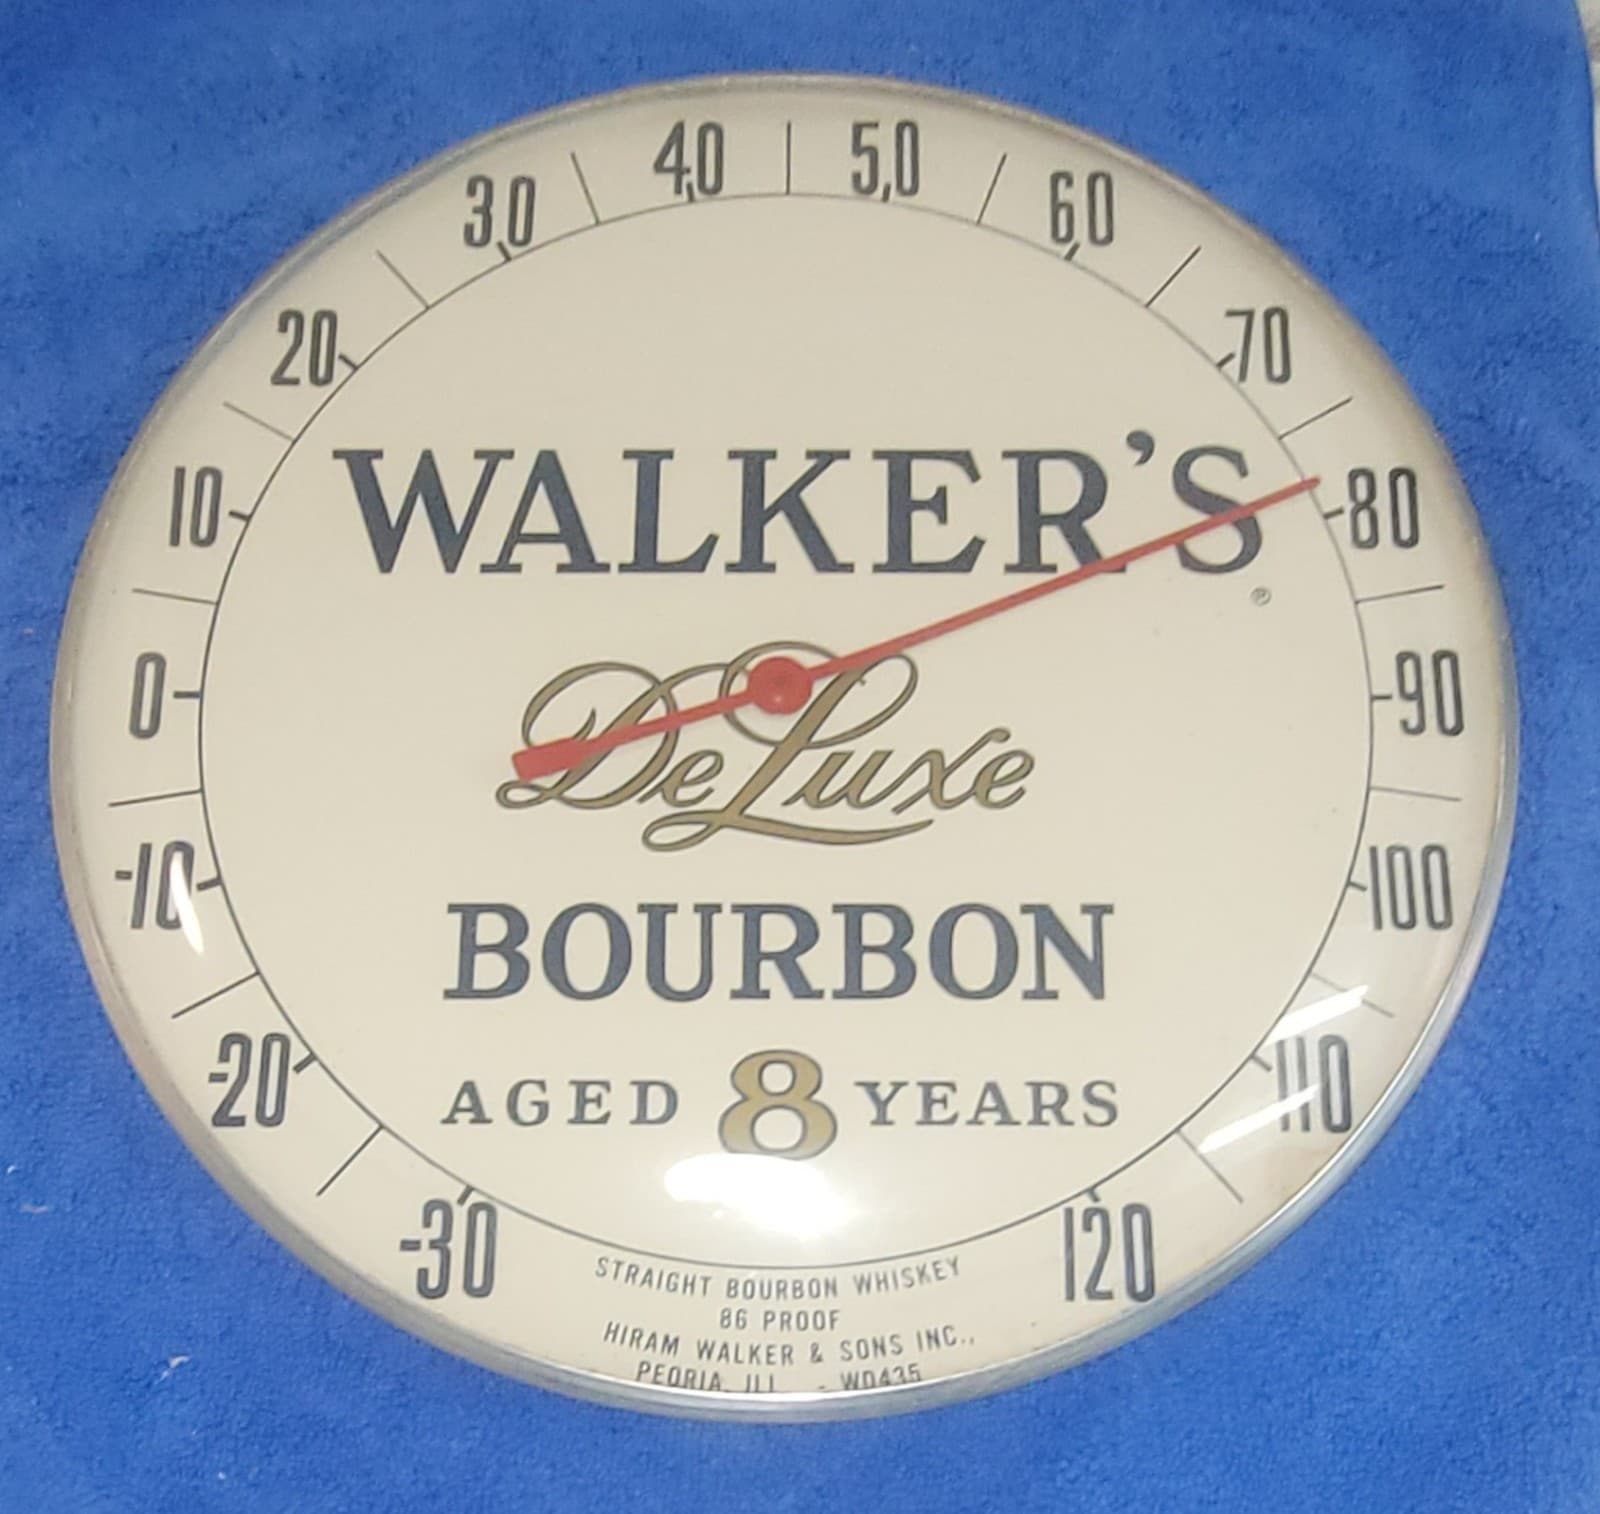 40 50
30 60
20 70
10 80
0 90
-10 100
-20 110
-30 120
WALKER'S®
DeLuxe
BOURBON
AGED 8 YEARS
STRAIGHT BOURBON WHISKEY
86 PROOF
HIRAM WALKER & SONS INC.,
PEORIA, ILL. - WD435